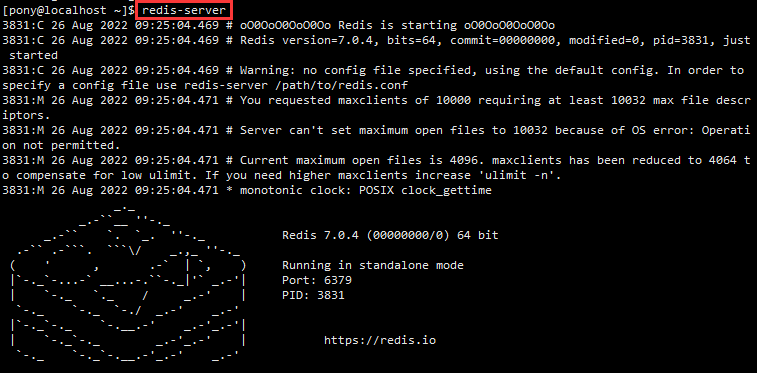 [pony@localhost ~]$ redis-server
3831:C 26 Aug 2022 09:25:04.469 # oO0OoO0OoO0Oo Redis is starting oO0OoO0OoO0Oo
3831:C 26 Aug 2022 09:25:04.469 # Redis version=7.0.4, bits=64, commit=00000000, modified=0, pid=3831, just
 started
3831:C 26 Aug 2022 09:25:04.469 # Warning: no config file specified, using the default config. In order to
specify a config file use redis-server /path/to/redis.conf
3831:M 26 Aug 2022 09:25:04.471 # You requested maxclients of 10000 requiring at least 10032 max file descr
iptors.
3831:M 26 Aug 2022 09:25:04.471 # Server can't set maximum open files to 10032 because of OS error: Operati
on not permitted.
3831:M 26 Aug 2022 09:25:04.471 # Current maximum open files is 4096. maxclients has been reduced to 4064 t
o compensate for low ulimit. If you need higher maxclients increase 'ulimit -n'.
3831:M 26 Aug 2022 09:25:04.471 * monotonic clock: POSIX clock_gettime
Redis 7.0.4 (00000000/0) 64 bit
Running in standalone mode
Port: 6379
PID: 3831
https://redis.io